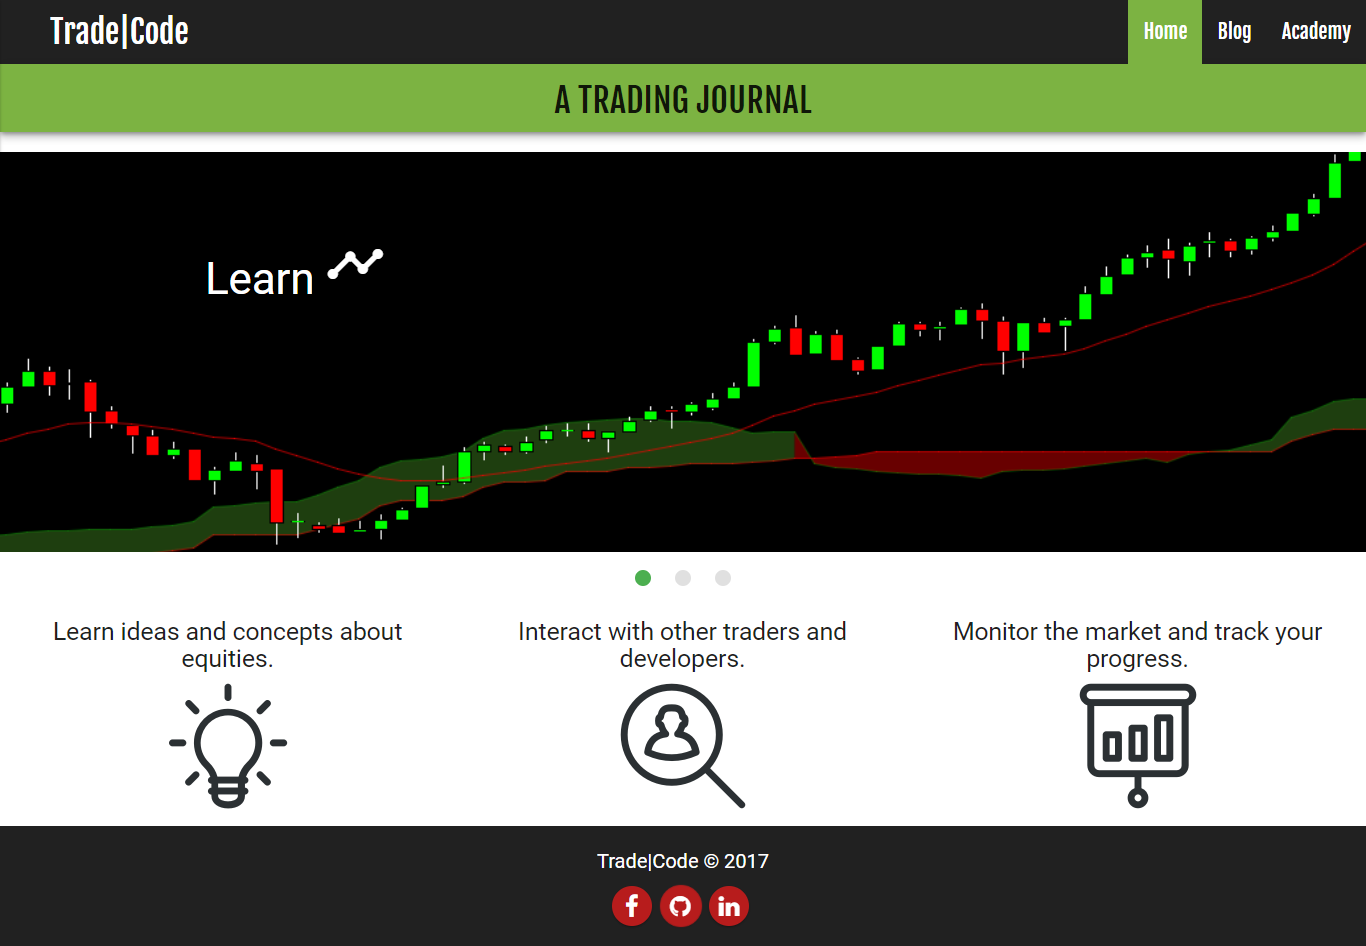 Trade|Code
Home Blog Academy
A TRADING JOURNAL
Learn
Learn ideas and concepts about
equities.
Interact with other traders and
developers.
Monitor the market and track your
progress.
Trade|Code © 2017
f
in